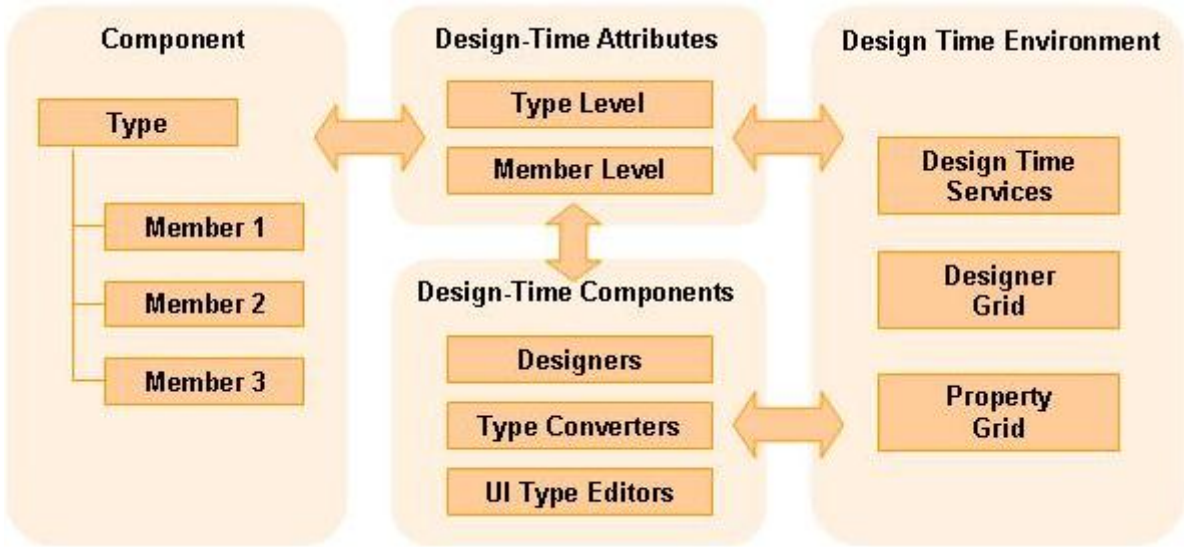 Component
Type
Member 1
Member 2
Member 3
Design-Time Attributes
Type Level
Member Level
Design-Time Components
Designers
Type Converters
UI Type Editors
Design Time Environment
Design Time
Services
Designer
Grid
Property
Grid